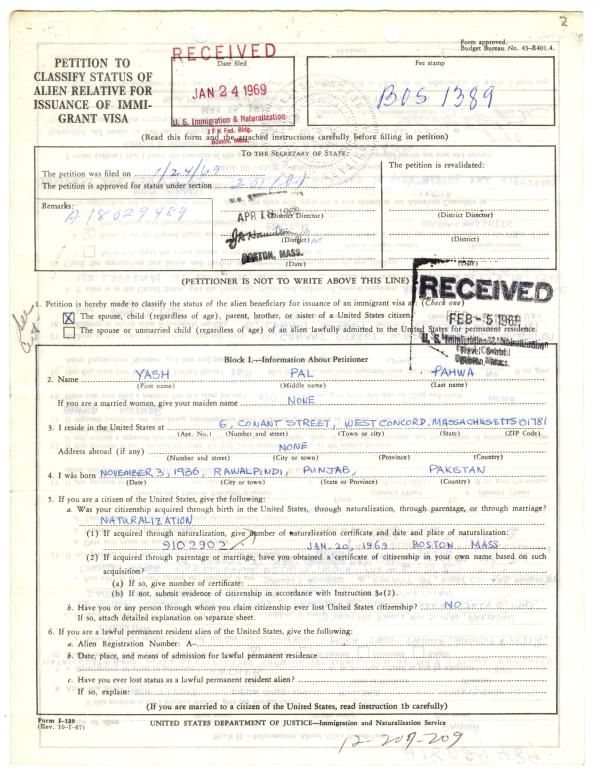 2
Form approved.
Budget Bureau No. 43-R401.4.
PETITION TO
CLASSIFY STATUS OF
ALIEN RELATIVE FOR
ISSUANCE OF IMMI-
GRANT VISA
RECEIVED
Date filed
JAN 24 1969
U. S. Immigration & Naturalization
J F K Fed. Bldg.
Boston, Mass.
Fee stamp
BOS 1389
(Read this form and the attached instructions carefully before filling in petition)
TO THE SECRETARY OF STATE:
The petition was filed on 1/24/69
The petition is approved for status under section
Remarks:
A18029489
APR
(District Director)
(District)
BOSTON, MASS.
(Date)
The petition is revalidated:
(District Director)
(District)
(Date)
(PETITIONER IS NOT TO WRITE ABOVE THIS LINE)
RECEIVED
FEB -5 1969
U. S. Immigration & Naturalization
Travel Control
Boston, Mass.
1. Petition is hereby made to classify the status of the alien beneficiary for issuance of an immigrant visa as: (Check one)
X The spouse, child (regardless of age), parent, brother, or sister of a United States citizen.
The spouse or unmarried child (regardless of age) of an alien lawfully admitted to the United States for permanent residence.
Block I.—Information About Petitioner
2. Name YASH PAL PAHWA
(First name) (Middle name) (Last name)
If you are a married woman, give your maiden name NONE
3. I reside in the United States at 6, CONANT STREET, WEST CONCORD, MASSACHUSETTS 01781
(Apt. No.) (Number and street) (Town or city) (State) (ZIP Code)
Address abroad (if any) NONE
(Number and street) (City or town) (Province) (Country)
4. I was born NOVEMBER 3, 1936, RAWALPINDI, PUNJAB, PAKISTAN
(Date) (City or town) (State or Province) (Country)
5. If you are a citizen of the United States, give the following:
a. Was your citizenship acquired through birth in the United States, through naturalization, through parentage, or through marriage?
NATURALIZATION
(1) If acquired through naturalization, give number of naturalization certificate and date and place of naturalization:
9102902 JAN. 20, 1969 BOSTON MASS
(2) If acquired through parentage or marriage, have you obtained a certificate of citizenship in your own name based on such
acquisition?
(a) If so, give number of certificate:
(b) If not, submit evidence of citizenship in accordance with Instruction 3a(2).
b. Have you or any person through whom you claim citizenship ever lost United States citizenship? NO
If so, attach detailed explanation on separate sheet.
6. If you are a lawful permanent resident alien of the United States, give the following:
a. Alien Registration Number: A–
b. Date, place, and means of admission for lawful permanent residence
c. Have you ever lost status as a lawful permanent resident alien?
If so, explain:
(If you are married to a citizen of the United States, read instruction 1b carefully)
Form I-130
(Rev. 10-1-67)
UNITED STATES DEPARTMENT OF JUSTICE—Immigration and Naturalization Service
12-207-209